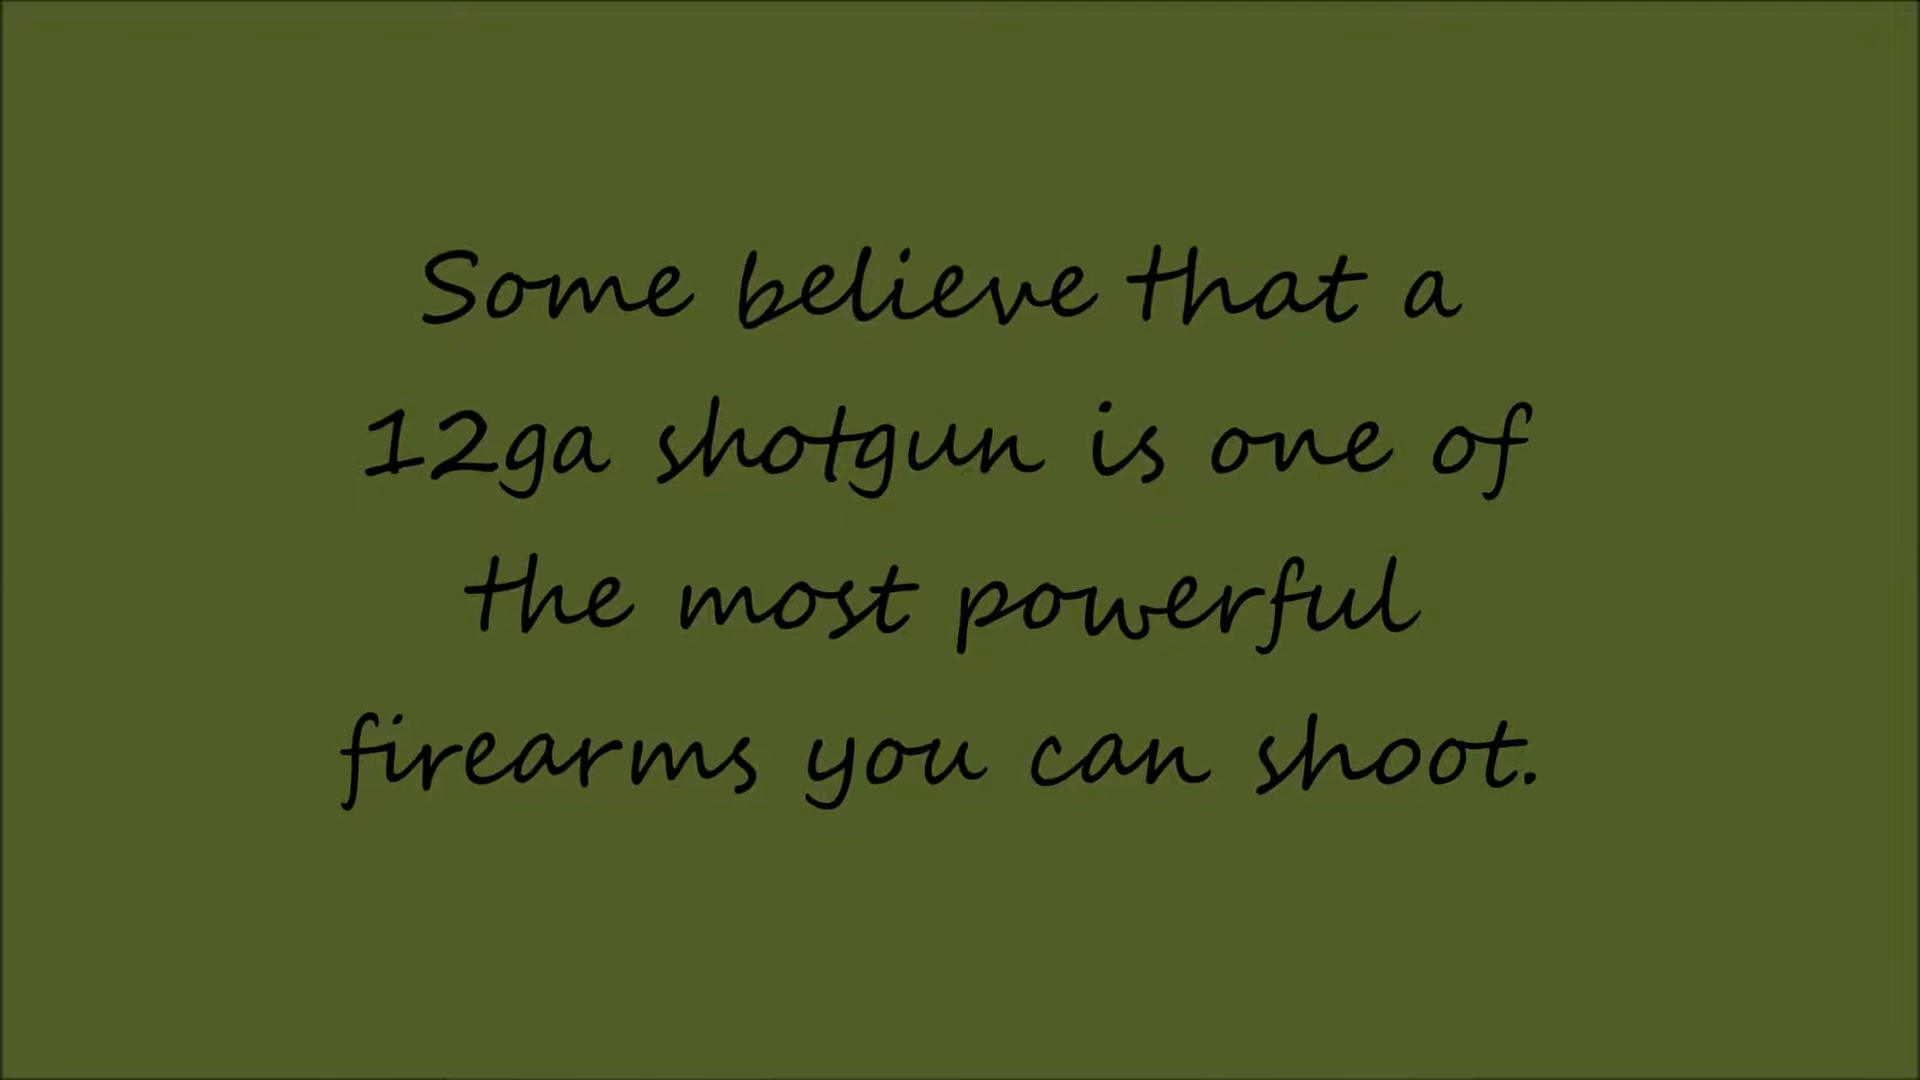 Some believe that a
12ga shotgun is one of
the most powerful
firearms you can shoot.